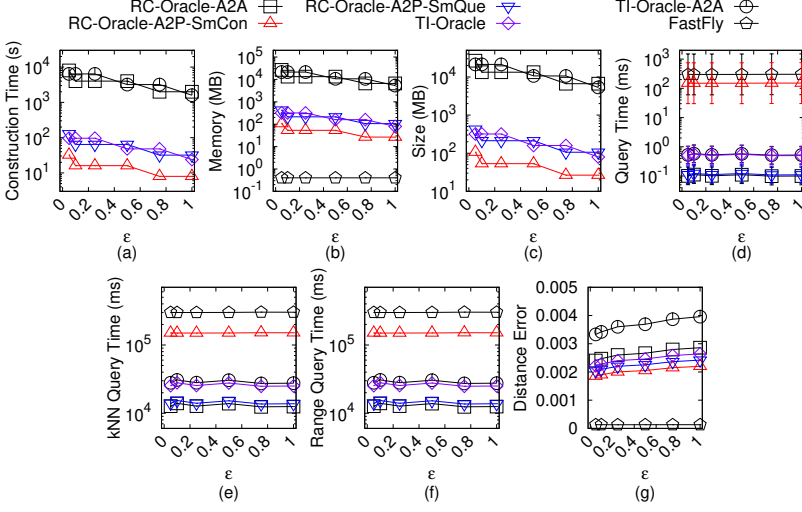 RC-Oracle-A2A RC-Oracle-A2P-SmQue TI-Oracle-A2A
RC-Oracle-A2P-SmCon TI-Oracle FastFly
Construction Time (s)
10^4
10^3
10^2
10^1
0 0.2 0.4 0.6 0.8 1
ε
(a)
Memory (MB)
10^5
10^4
10^3
10^2
10^1
10^0
10^-1
0 0.2 0.4 0.6 0.8 1
ε
(b)
Size (MB)
10^4
10^3
10^2
10^1
0 0.2 0.4 0.6 0.8 1
ε
(c)
Query Time (ms)
10^3
10^2
10^1
10^0
10^-1
0 0.2 0.4 0.6 0.8 1
ε
(d)
kNN Query Time (ms)
10^5
10^4
0 0.2 0.4 0.6 0.8 1
ε
(e)
Range Query Time (ms)
10^5
10^4
0 0.2 0.4 0.6 0.8 1
ε
(f)
Distance Error
0.005
0.004
0.003
0.002
0.001
0
0 0.2 0.4 0.6 0.8 1
ε
(g)